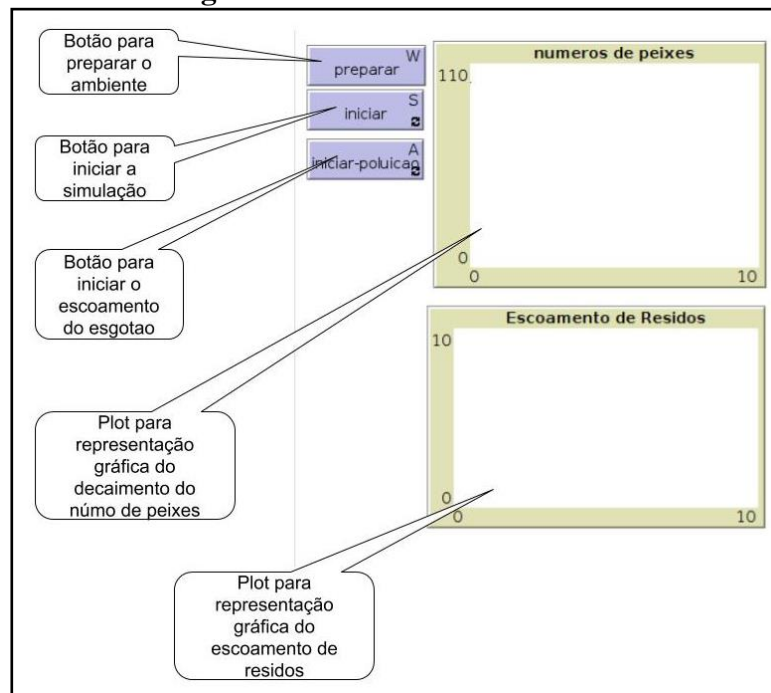 Botão para
preparar o
ambiente
W
preparar
S
iniciar
A
iniciar-poluicao
numeros de peixes
110
0
0
10
Botão para
iniciar a
simulação
Botão para
iniciar o
escoamento
do esgotao
Escoamento de Residos
10
0
0
10
Plot para
representação
gráfica do
decaimento do
númo de peixes
Plot para
representação
gráfica do
escoamento de
residos